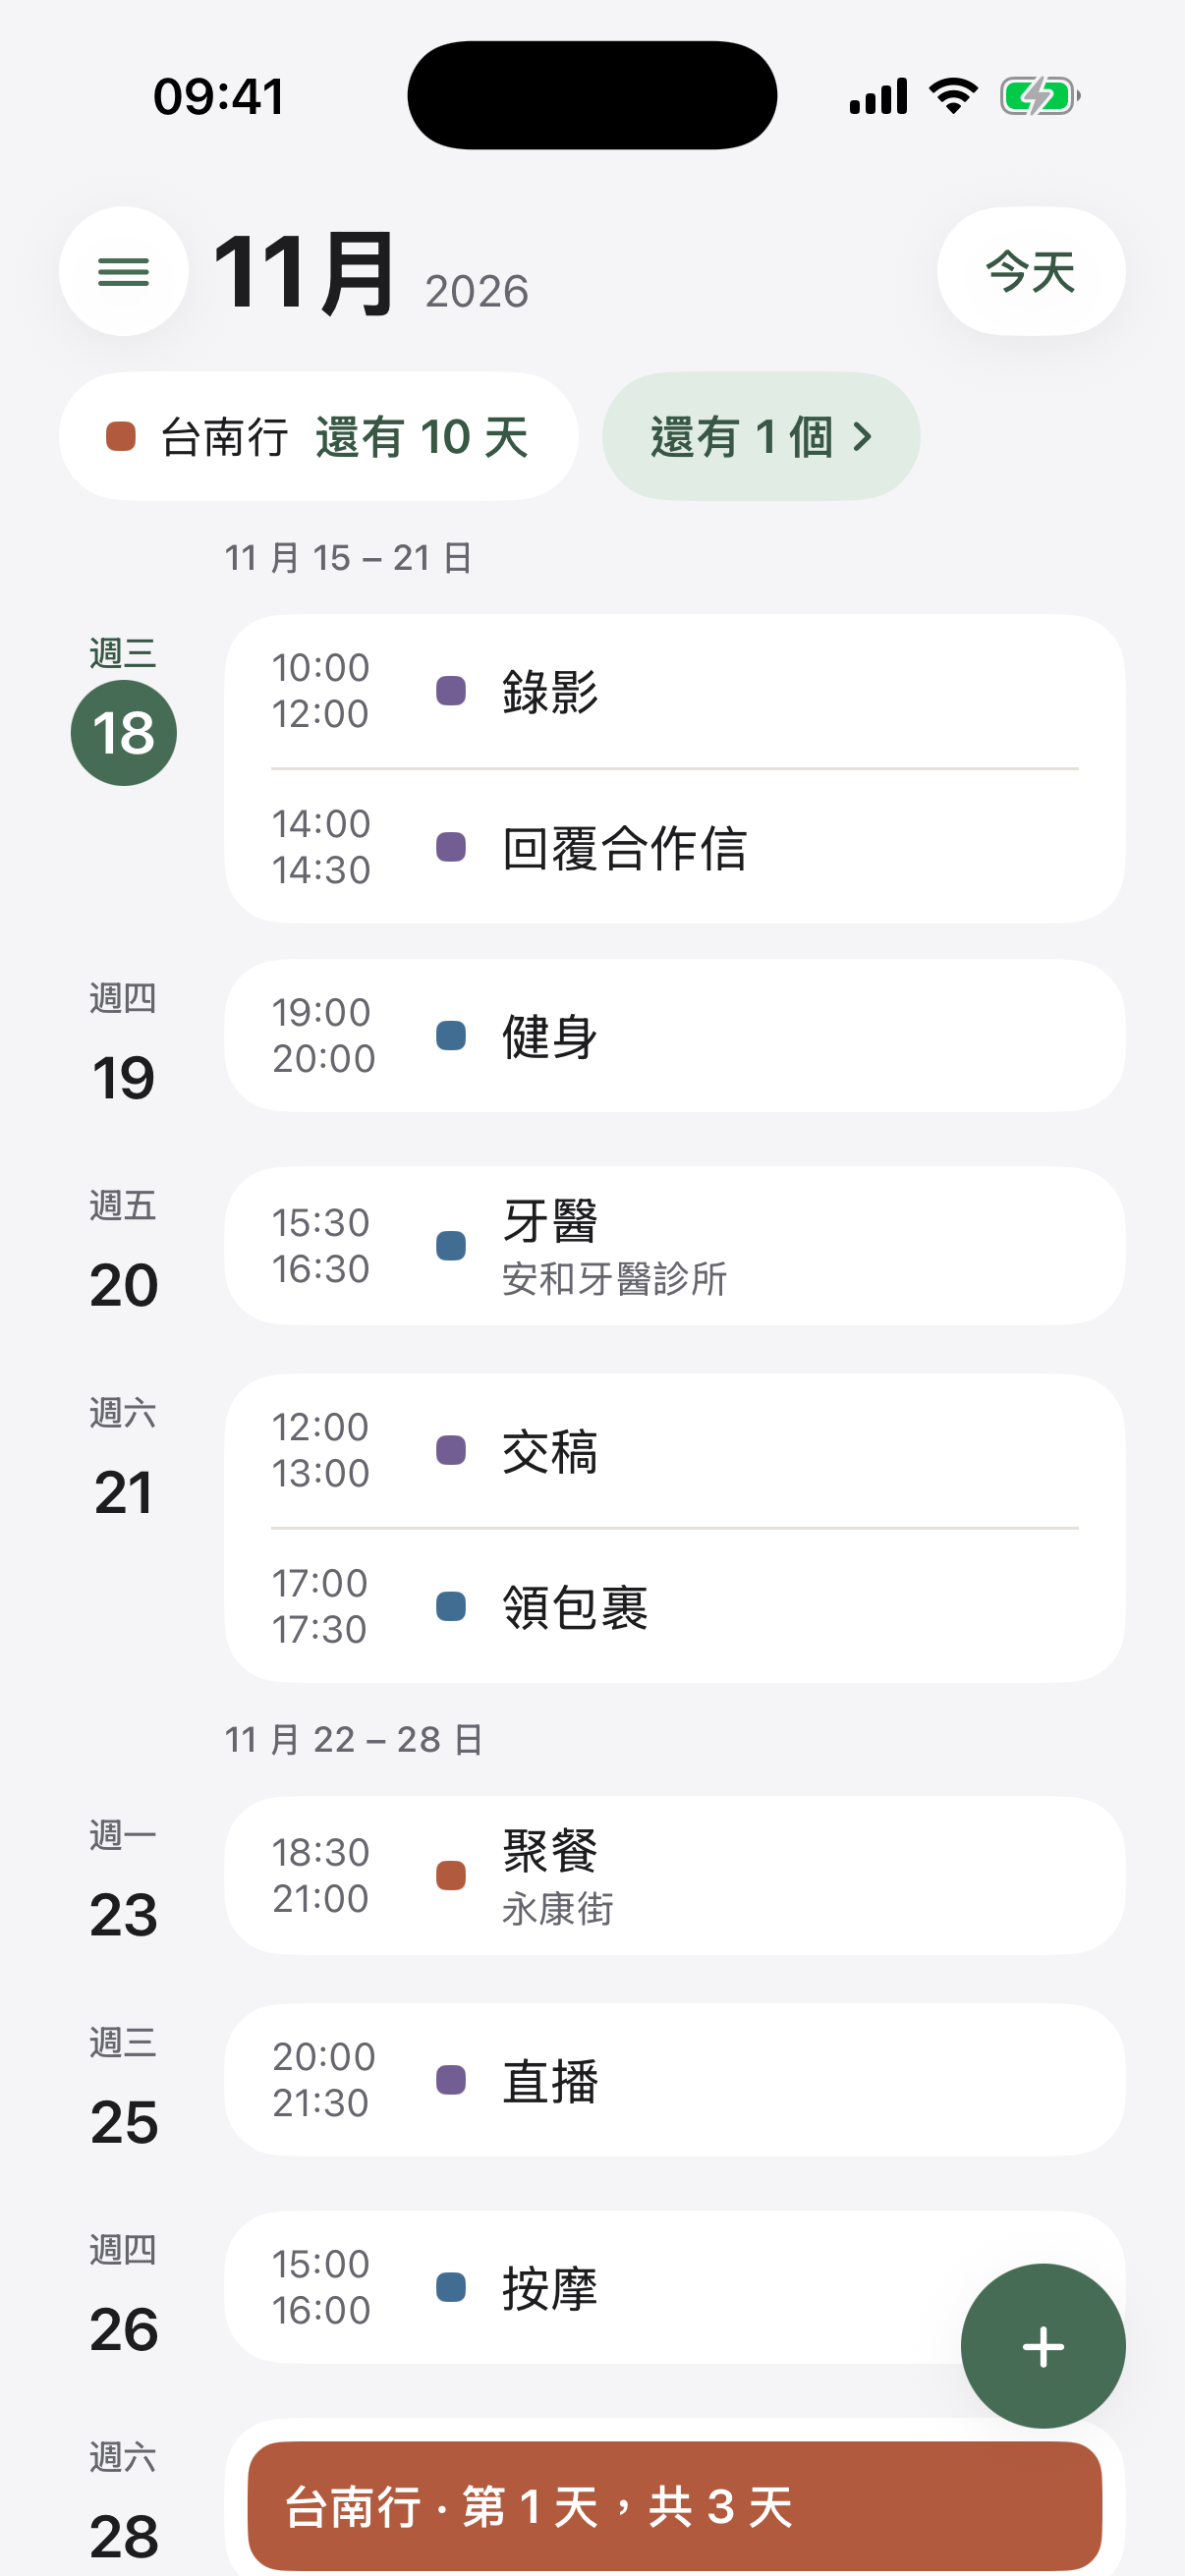 09:41
11月 2026
今天
台南行 還有 10 天
還有 1 個
11 月 15 – 21 日
週三
18
10:00
12:00
錄影
14:00
14:30
回覆合作信
週四
19
19:00
20:00
健身
週五
20
15:30
16:30
牙醫
安和牙醫診所
週六
21
12:00
13:00
交稿
17:00
17:30
領包裹
11 月 22 – 28 日
週一
23
18:30
21:00
聚餐
永康街
週三
25
20:00
21:30
直播
週四
26
15:00
16:00
按摩
週六
28
台南行 · 第 1 天，共 3 天